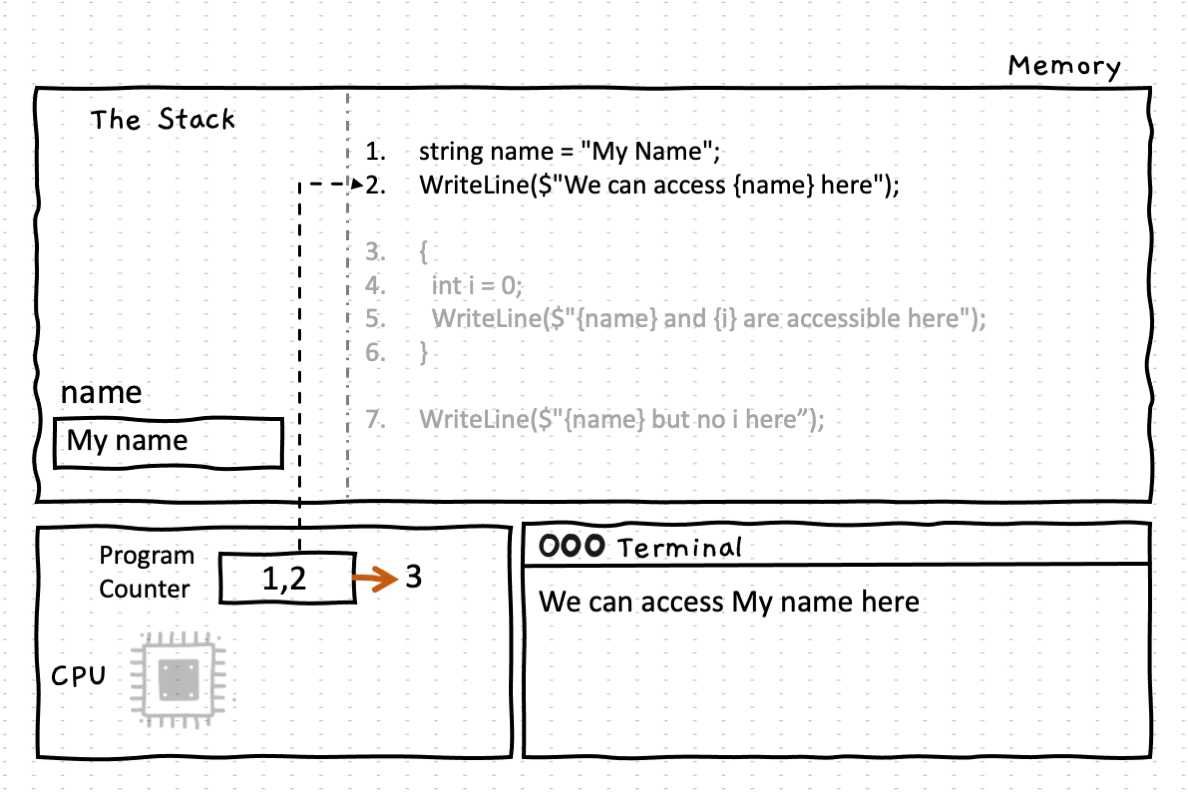 Memory
The Stack
1. string name = "My Name";
2. WriteLine($"We can access {name} here");
3. {
4. int i = 0;
5. WriteLine($"{name} and {i} are accessible here");
6. }
7. WriteLine($"{name} but no i here”);
name
My name
Program
Counter
1,2
3
CPU
OOO Terminal
We can access My name here